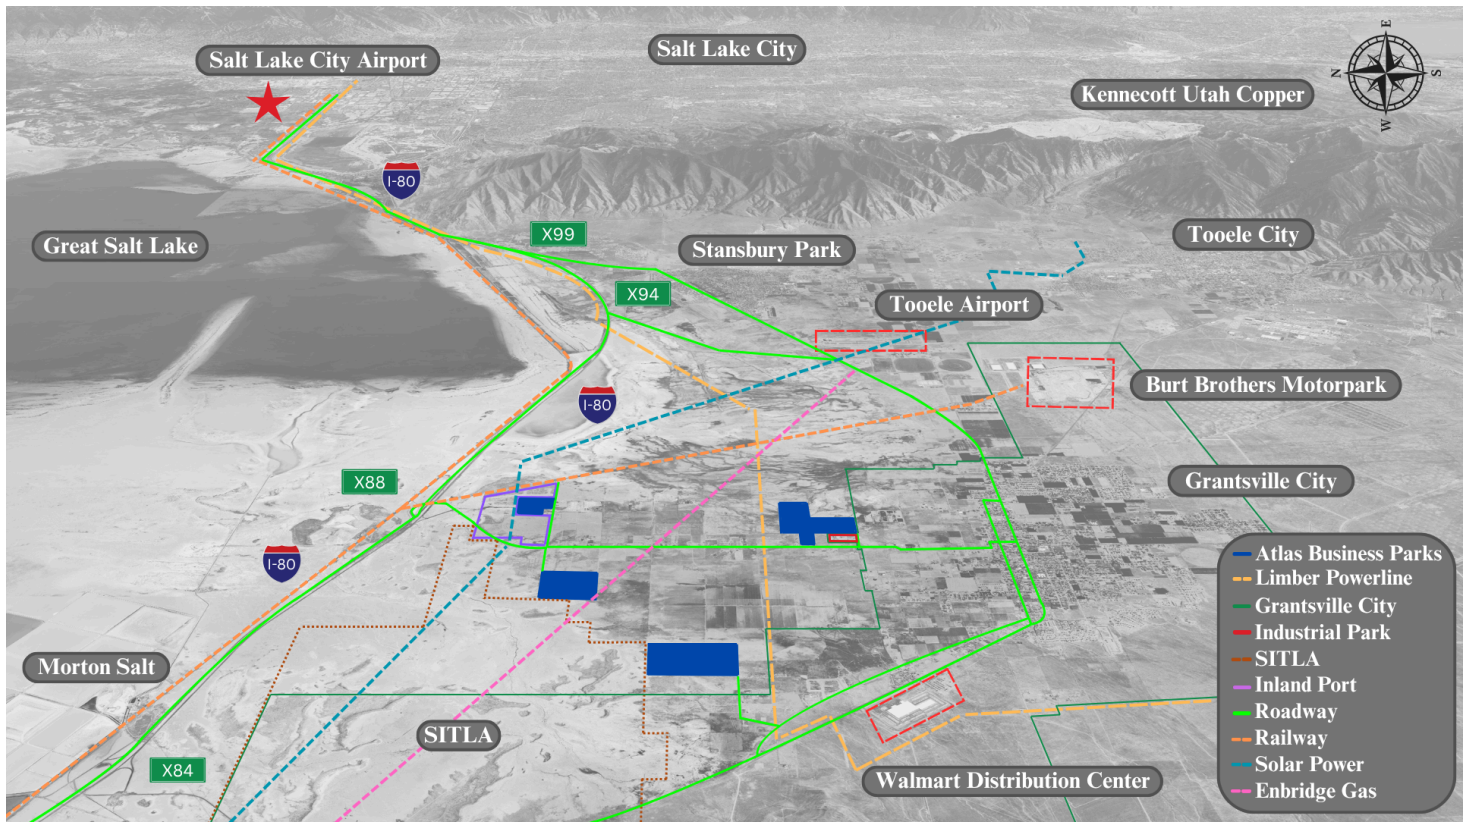 Salt Lake City Airport
Salt Lake City
Kennecott Utah Copper
E
N
S
W
I-80
Great Salt Lake
X99
Stansbury Park
Tooele City
X94
Tooele Airport
Burt Brothers Motorpark
I-80
X88
Grantsville City
I-80
Morton Salt
SITLA
X84
Walmart Distribution Center
Atlas Business Parks
Limber Powerline
Grantsville City
Industrial Park
SITLA
Inland Port
Roadway
Railway
Solar Power
Enbridge Gas